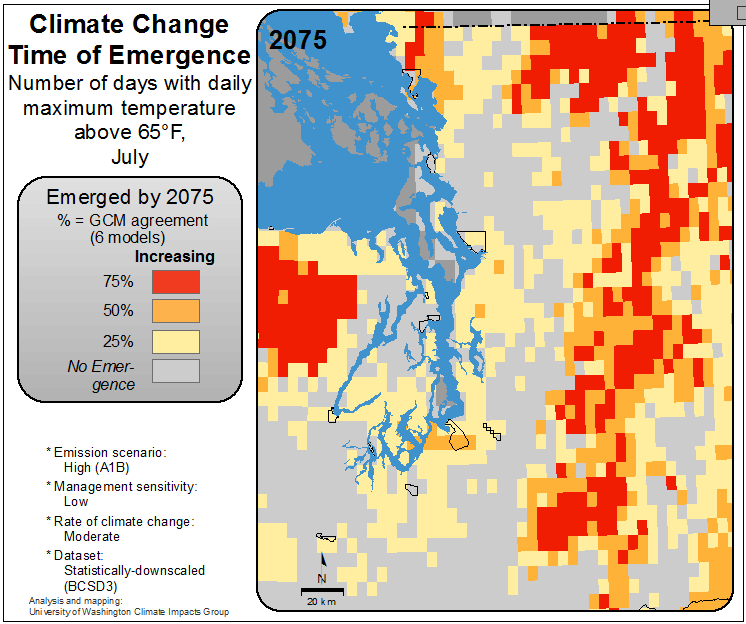 Climate Change
Time of Emergence
Number of days with daily
maximum temperature
above 65°F,
July
Emerged by 2075
% = GCM agreement
(6 models)
Increasing
75%
50%
25%
No Emer-
gence
* Emission scenario:
High (A1B)
* Management sensitivity:
Low
* Rate of climate change:
Moderate
* Dataset:
Statistically-downscaled
(BCSD3)
Analysis and mapping:
University of Washington Climate Impacts Group
2075
N
20 km